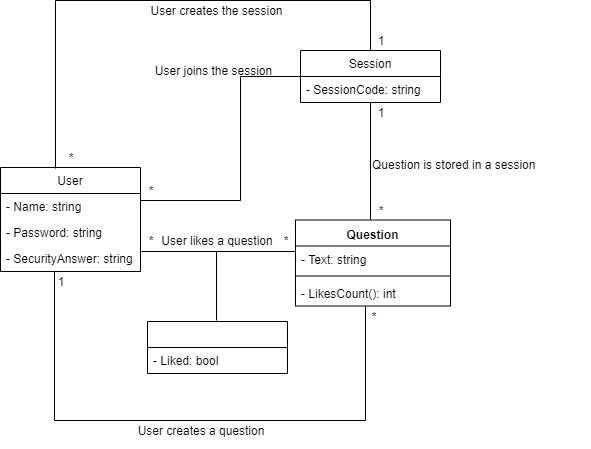 User creates the session
1
Session
User joins the session
- SessionCode: string
1
*
Question is stored in a session
User
*
- Name: string
*
- Password: string
* User likes a question *
Question
- SecurityAnswer: string
- Text: string
1
- LikesCount(): int
*
- Liked: bool
User creates a question